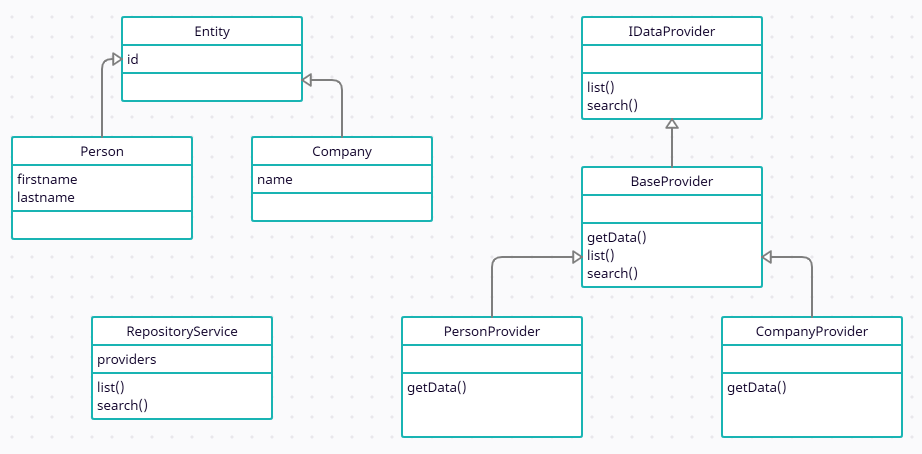 Entity
id
Person
firstname
lastname
Company
name
IDataProvider
list()
search()
BaseProvider
getData()
list()
search()
RepositoryService
providers
list()
search()
PersonProvider
getData()
CompanyProvider
getData()